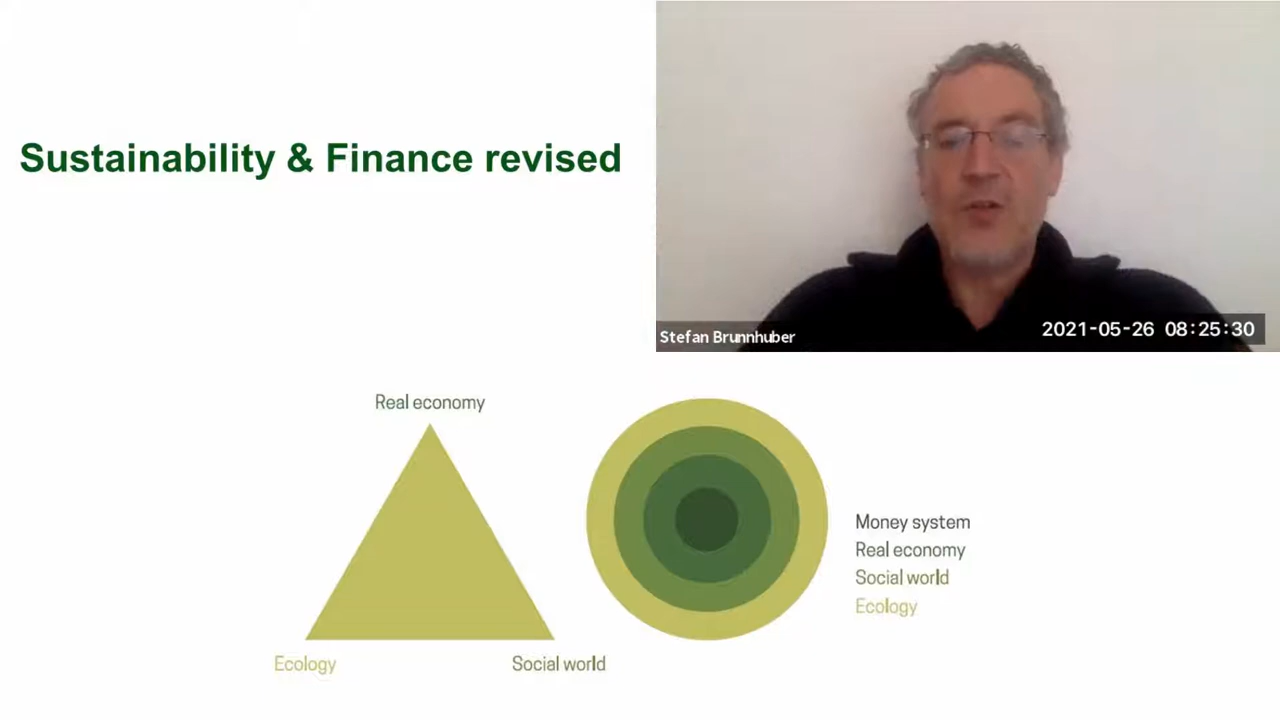 Sustainability & Finance revised
Stefan Brunnhuber
2021-05-26 08:25:30
Real economy
Ecology
Social world
Money system
Real economy
Social world
Ecology